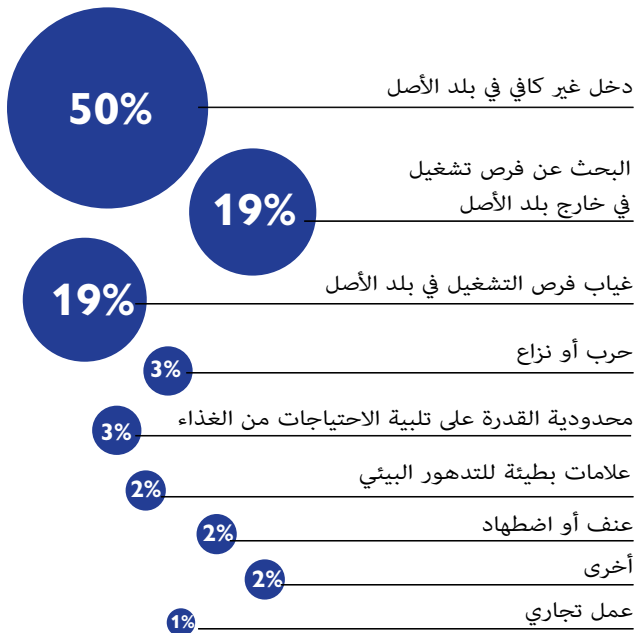 دخل غير كافي في بلد الأصل
50%
البحث عن فرص تشغيل
في خارج بلد الأصل
19%
غياب فرص التشغيل في بلد الأصل
19%
حرب أو نزاع
3%
محدودية القدرة على تلبية الاحتياجات من الغذاء
3%
علامات بطيئة للتدهور البيئي
2%
عنف أو اضطهاد
2%
أخرى
2%
عمل تجاري
1%